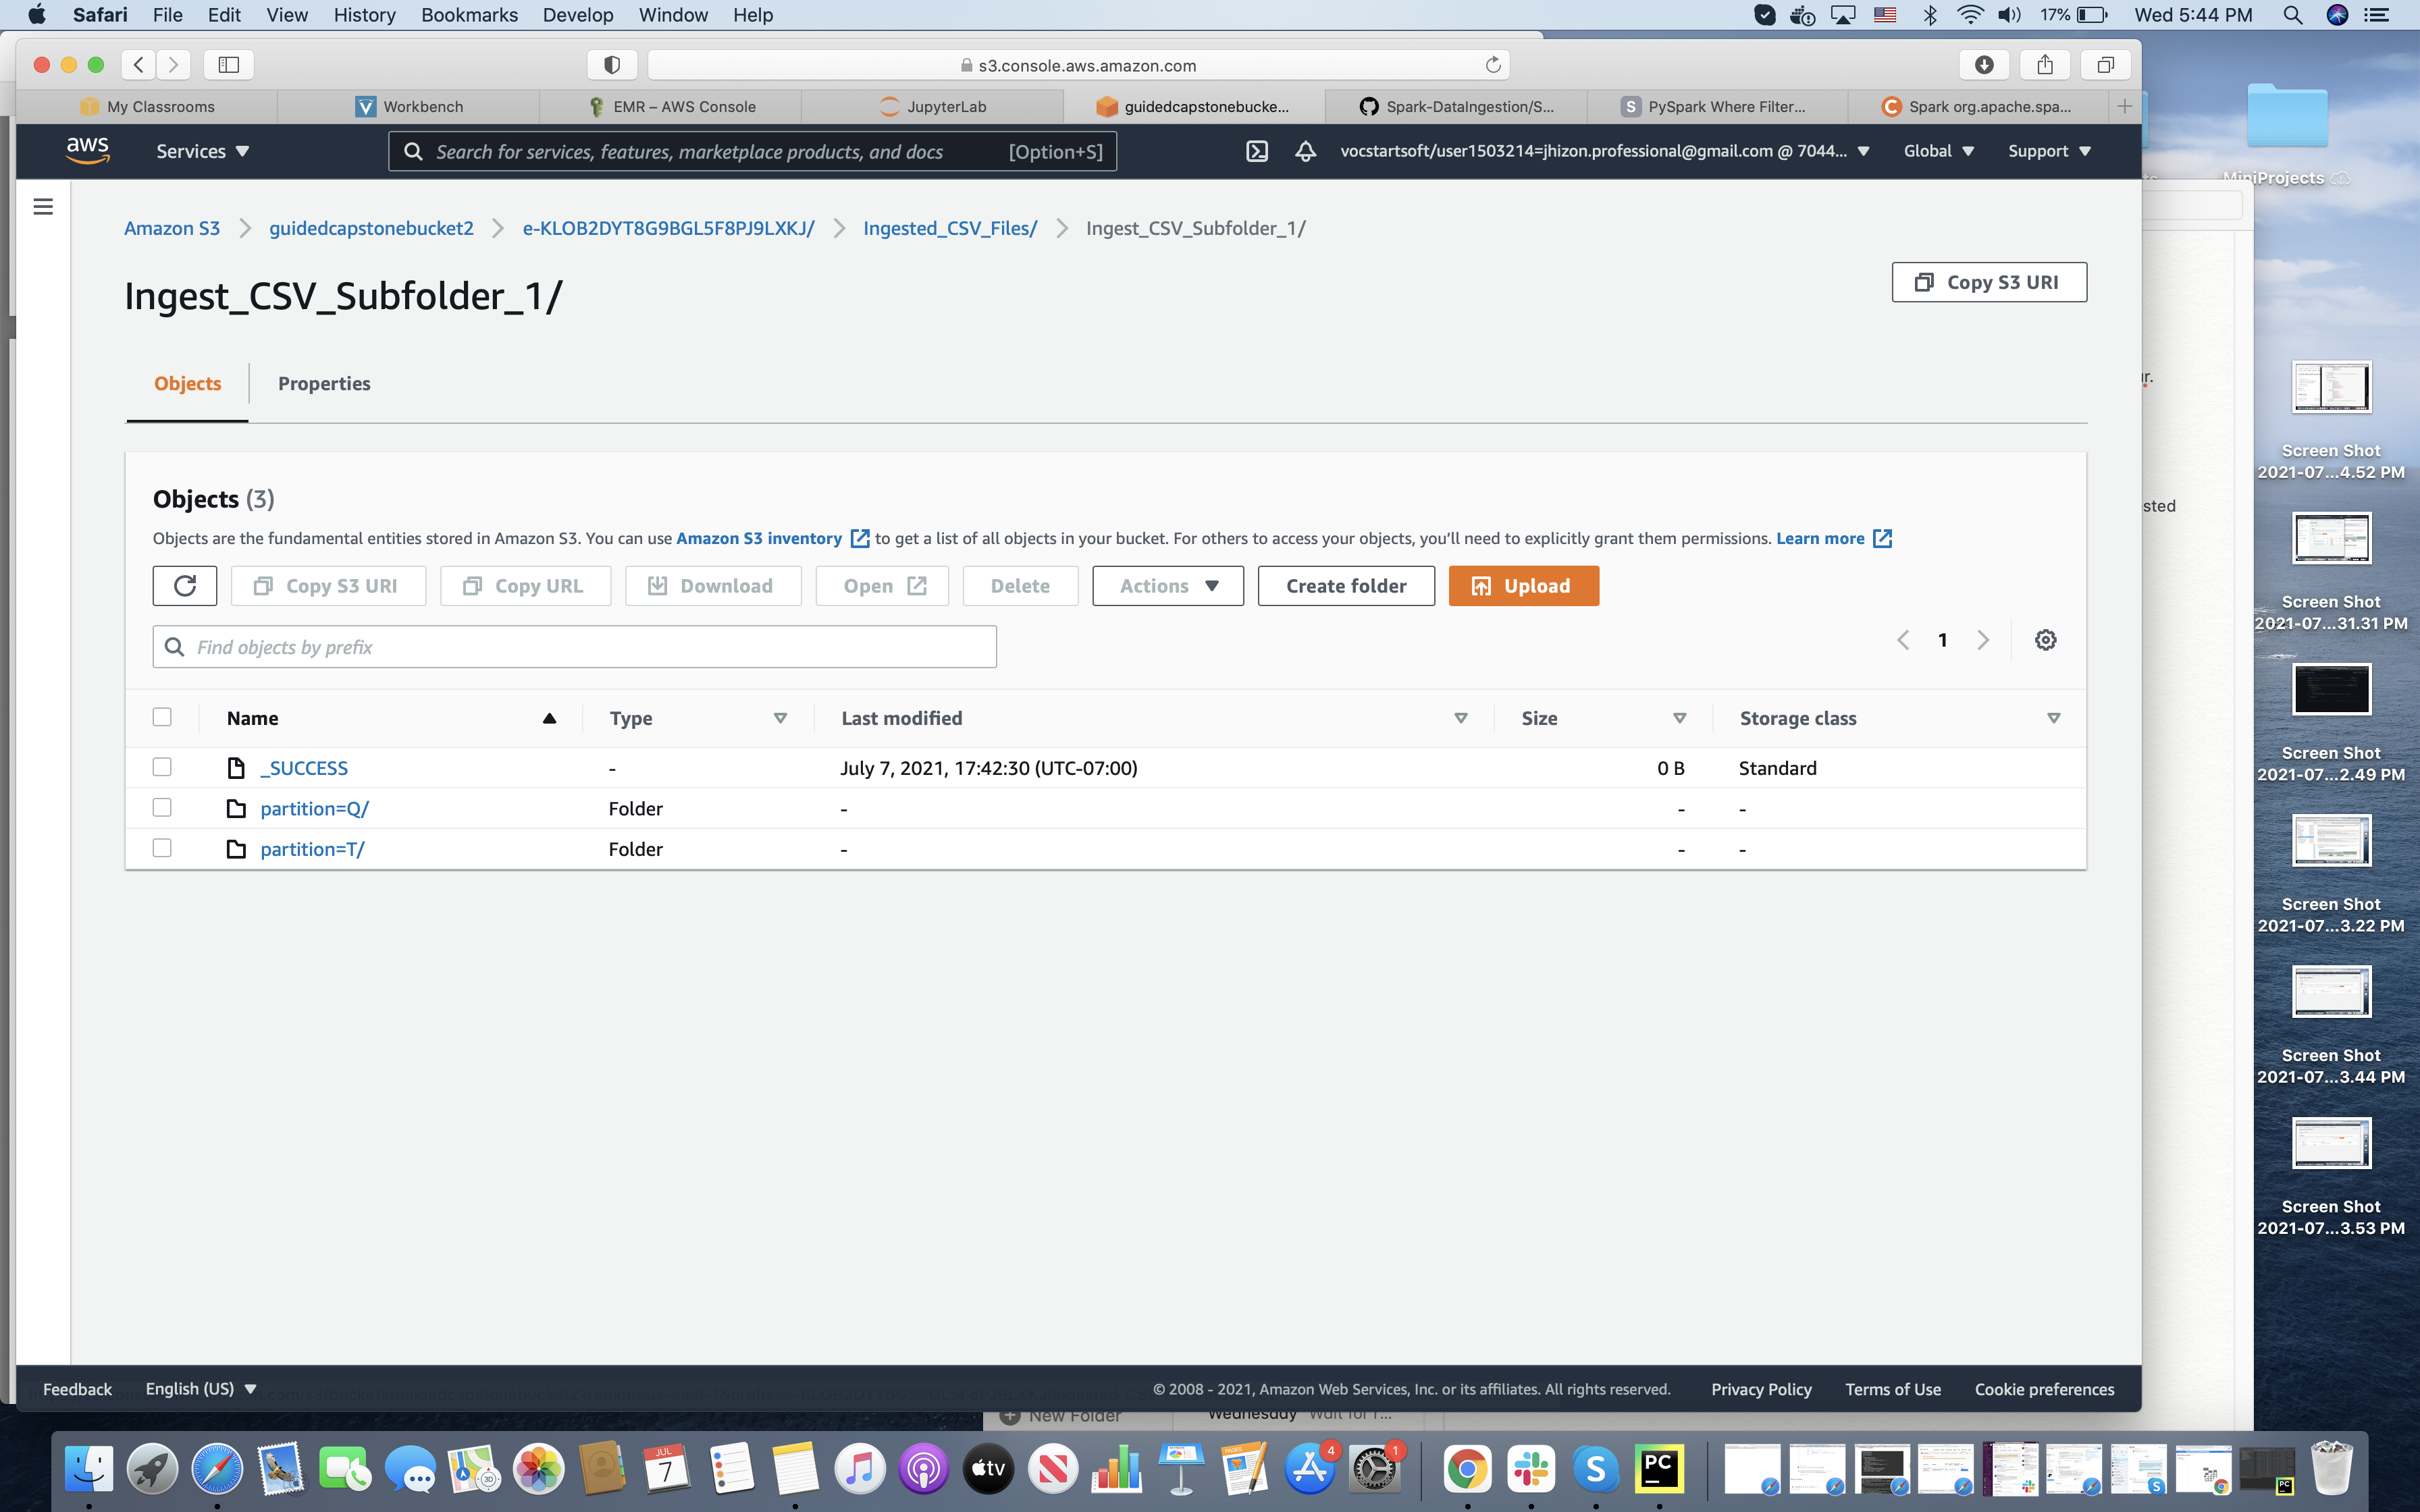 Safari File Edit View History Bookmarks Develop Window Help 17% Wed 5:44 PM
s3.console.aws.amazon.com
My Classrooms Workbench EMR – AWS Console JupyterLab guidedcapstonebucke... Spark-DataIngestion/S... PySpark Where Filter... Spark org.apache.spa...
aws Services Search for services, features, marketplace products, and docs [Option+S] vocstartsoft/user1503214=jhizon.professional@gmail.com @ 7044... Global Support
MiniProjects
Amazon S3 guidedcapstonebucket2 e-KLOB2DYT8G9BGL5F8PJ9LXKJ/ Ingested_CSV_Files/ Ingest_CSV_Subfolder_1/
Ingest_CSV_Subfolder_1/
Copy S3 URI
Objects Properties
Objects (3)
Objects are the fundamental entities stored in Amazon S3. You can use Amazon S3 inventory to get a list of all objects in your bucket. For others to access your objects, you'll need to explicitly grant them permissions. Learn more
Copy S3 URI Copy URL Download Open Delete Actions Create folder Upload
Find objects by prefix
1
Name Type Last modified Size Storage class
_SUCCESS - July 7, 2021, 17:42:30 (UTC-07:00) 0 B Standard
partition=Q/ Folder - - -
partition=T/ Folder - - -
Screen Shot
2021-07...4.52 PM
Screen Shot
2021-07...31.31 PM
Screen Shot
2021-07...2.49 PM
Screen Shot
2021-07...3.22 PM
Screen Shot
2021-07...3.44 PM
Screen Shot
2021-07...3.53 PM
Feedback English (US) © 2008 - 2021, Amazon Web Services, Inc. or its affiliates. All rights reserved. Privacy Policy Terms of Use Cookie preferences
New Folder Wednesday
JUL
7
tv
4
1
S
PC